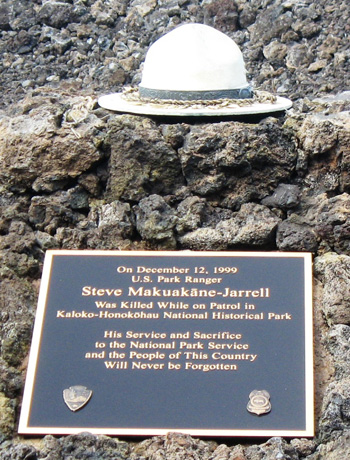 On December 12, 1999
U.S. Park Ranger
Steve Makuakāne-Jarrell
Was Killed While on Patrol in
Kaloko-Honokōhau National Historical Park
His Service and Sacrifice
to the National Park Service
and the People of This Country
Will Never be Forgotten